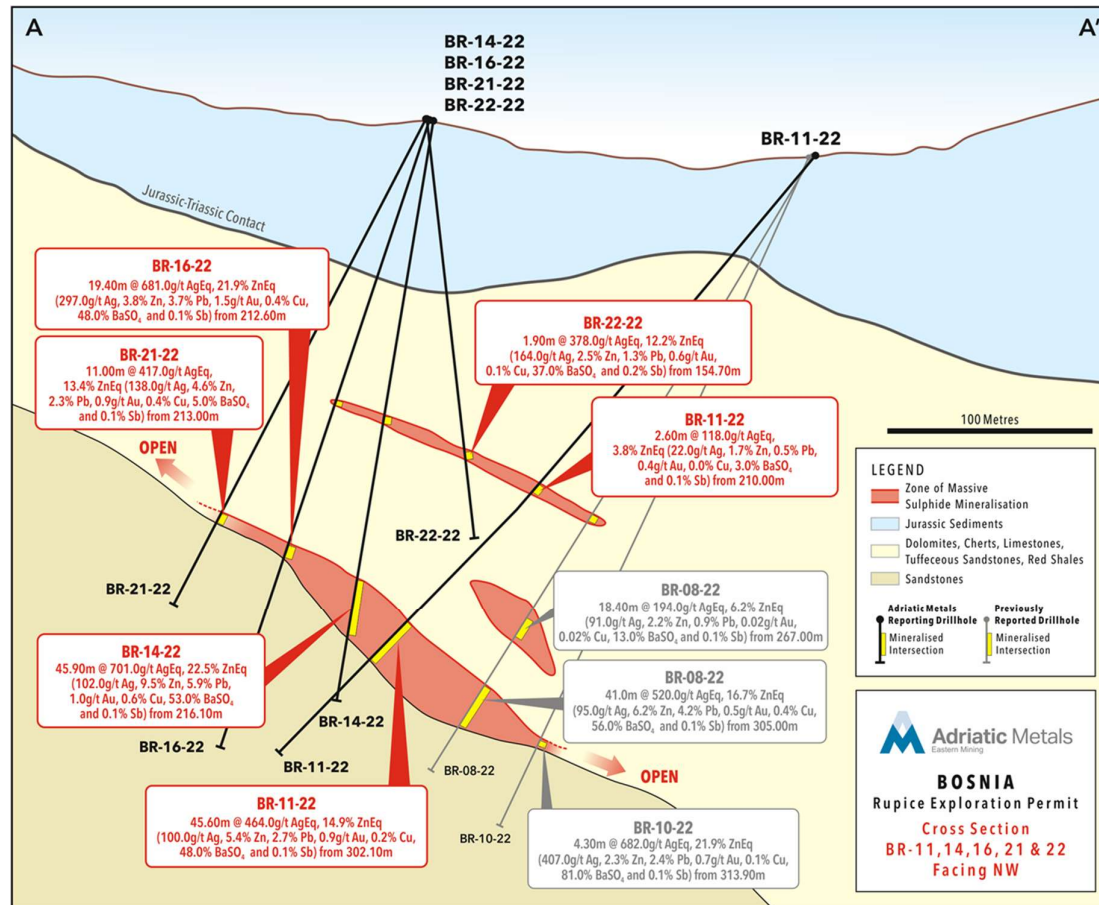 A
A'
BR-14-22
BR-16-22
BR-21-22
BR-22-22
BR-11-22
Jurassic-Triassic Contact
BR-16-22
19.40m @ 681.0g/t AgEq, 21.9% ZnEq
(297.0g/t Ag, 3.8% Zn, 3.7% Pb, 1.5g/t Au, 0.4% Cu,
48.0% BaSO₄ and 0.1% Sb) from 212.60m
BR-21-22
11.00m @ 417.0g/t AgEq,
13.4% ZnEq (138.0g/t Ag, 4.6% Zn,
2.3% Pb, 0.9g/t Au, 0.4% Cu, 5.0% BaSO₄
and 0.1% Sb) from 213.00m
BR-22-22
1.90m @ 378.0g/t AgEq, 12.2% ZnEq
(164.0g/t Ag, 2.5% Zn, 1.3% Pb, 0.6g/t Au,
0.1% Cu, 37.0% BaSO₄ and 0.2% Sb) from 154.70m
BR-11-22
2.60m @ 118.0g/t AgEq,
3.8% ZnEq (22.0g/t Ag, 1.7% Zn, 0.5% Pb,
0.4g/t Au, 0.0% Cu, 3.0% BaSO₄
and 0.1% Sb) from 210.00m
OPEN
BR-22-22
BR-21-22
BR-08-22
18.40m @ 194.0g/t AgEq, 6.2% ZnEq
(91.0g/t Ag, 2.2% Zn, 0.9% Pb, 0.02g/t Au,
0.02% Cu, 13.0% BaSO₄ and 0.1% Sb) from 267.00m
BR-14-22
45.90m @ 701.0g/t AgEq, 22.5% ZnEq
(102.0g/t Ag, 9.5% Zn, 5.9% Pb,
1.0g/t Au, 0.6% Cu, 53.0% BaSO₄
and 0.1% Sb) from 216.10m
BR-08-22
41.0m @ 520.0g/t AgEq, 16.7% ZnEq
(95.0g/t Ag, 6.2% Zn, 4.2% Pb, 0.5g/t Au, 0.4% Cu,
56.0% BaSO₄ and 0.1% Sb) from 305.00m
BR-14-22
BR-16-22
BR-11-22
BR-08-22
OPEN
BR-11-22
45.60m @ 464.0g/t AgEq, 14.9% ZnEq
(100.0g/t Ag, 5.4% Zn, 2.7% Pb, 0.9g/t Au, 0.2% Cu,
48.0% BaSO₄ and 0.1% Sb) from 302.10m
BR-10-22
BR-10-22
4.30m @ 682.0g/t AgEq, 21.9% ZnEq
(407.0g/t Ag, 2.3% Zn, 2.4% Pb, 0.7g/t Au, 0.1% Cu,
81.0% BaSO₄ and 0.1% Sb) from 313.90m
100 Metres
LEGEND
Zone of Massive
Sulphide Mineralisation
Jurassic Sediments
Dolomites, Cherts, Limestones,
Tuffeceous Sandstones, Red Shales
Sandstones
Adriatic Metals
Reporting Drillhole
Mineralised
Intersection
Previously
Reported Drillhole
Mineralised
Intersection
Adriatic Metals
Eastern Mining
BOSNIA
Rupice Exploration Permit
Cross Section
BR-11,14,16, 21 & 22
Facing NW